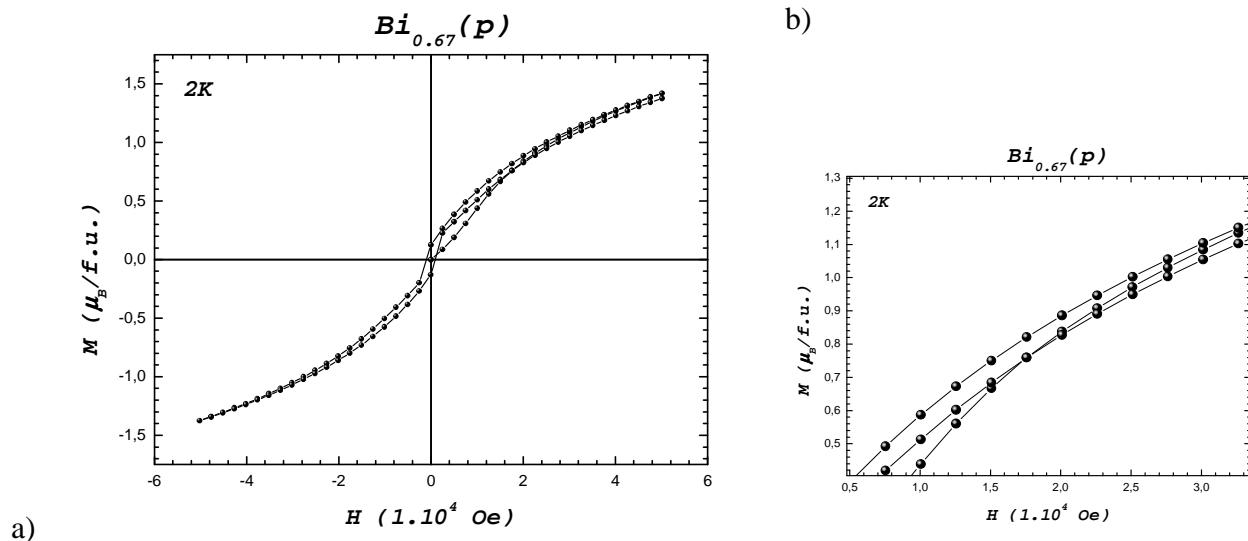 Bi0.67(p)
2K
1,5
1,0
0,5
0,0
-0,5
-1,0
-1,5
-6 -4 -2 0 2 4 6
M (μB/f.u.)
H (1.10^4 Oe)
a)
b)
Bi0.67(p)
2K
1,3
1,2
1,1
1,0
0,9
0,8
0,7
0,6
0,5
0,5 1,0 1,5 2,0 2,5 3,0
M (μB/f.u.)
H (1.10^4 Oe)